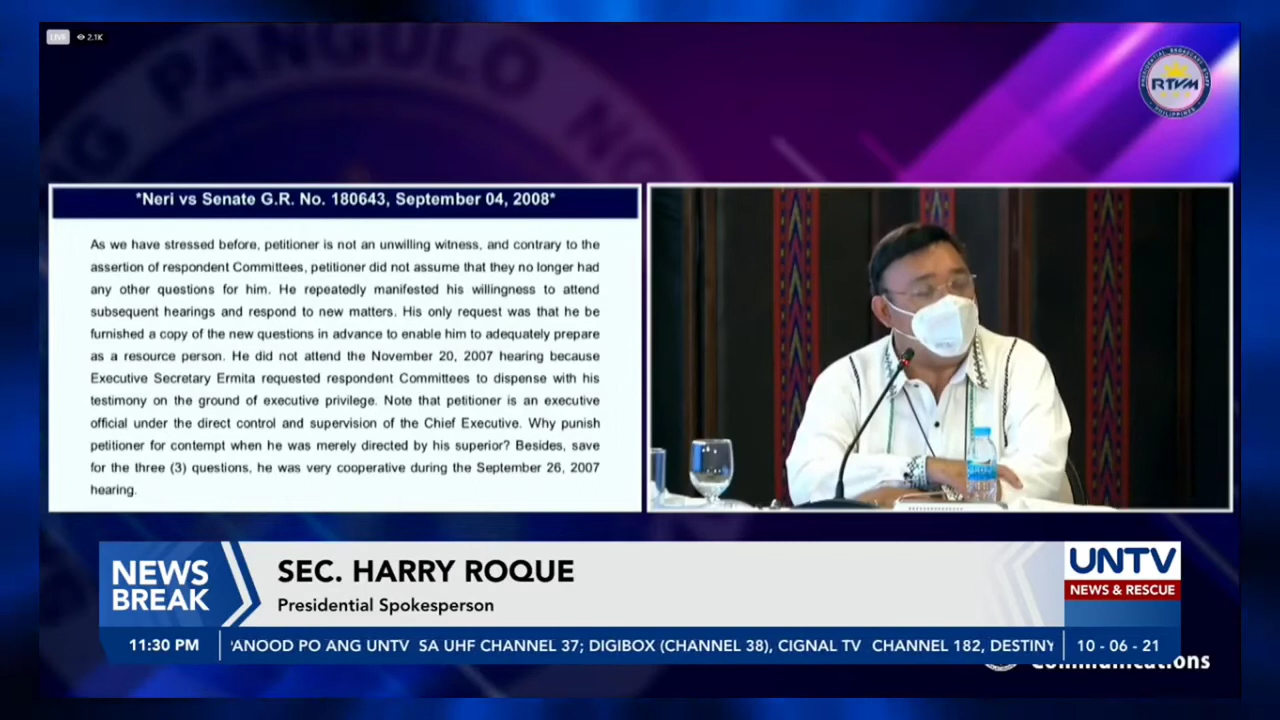 LIVE 2.1K
NG PANGULO NG
RTVM
PHILIPPINES
*Neri vs Senate G.R. No. 180643, September 04, 2008*
As we have stressed before, petitioner is not an unwilling witness, and contrary to the
assertion of respondent Committees, petitioner did not assume that they no longer had
any other questions for him. He repeatedly manifested his willingness to attend
subsequent hearings and respond to new matters. His only request was that he be
furnished a copy of the new questions in advance to enable him to adequately prepare
as a resource person. He did not attend the November 20, 2007 hearing because
Executive Secretary Ermita requested respondent Committees to dispense with his
testimony on the ground of executive privilege. Note that petitioner is an executive
official under the direct control and supervision of the Chief Executive. Why punish
petitioner for contempt when he was merely directed by his superior? Besides, save
for the three (3) questions, he was very cooperative during the September 26, 2007
hearing.
NEWS
BREAK
SEC. HARRY ROQUE
Presidential Spokesperson
UNTV
NEWS & RESCUE
11:30 PM
'ANOOD PO ANG UNTV SA UHF CHANNEL 37; DIGIBOX (CHANNEL 38), CIGNAL TV CHANNEL 182, DESTINY
10 - 06 - 21
Communications